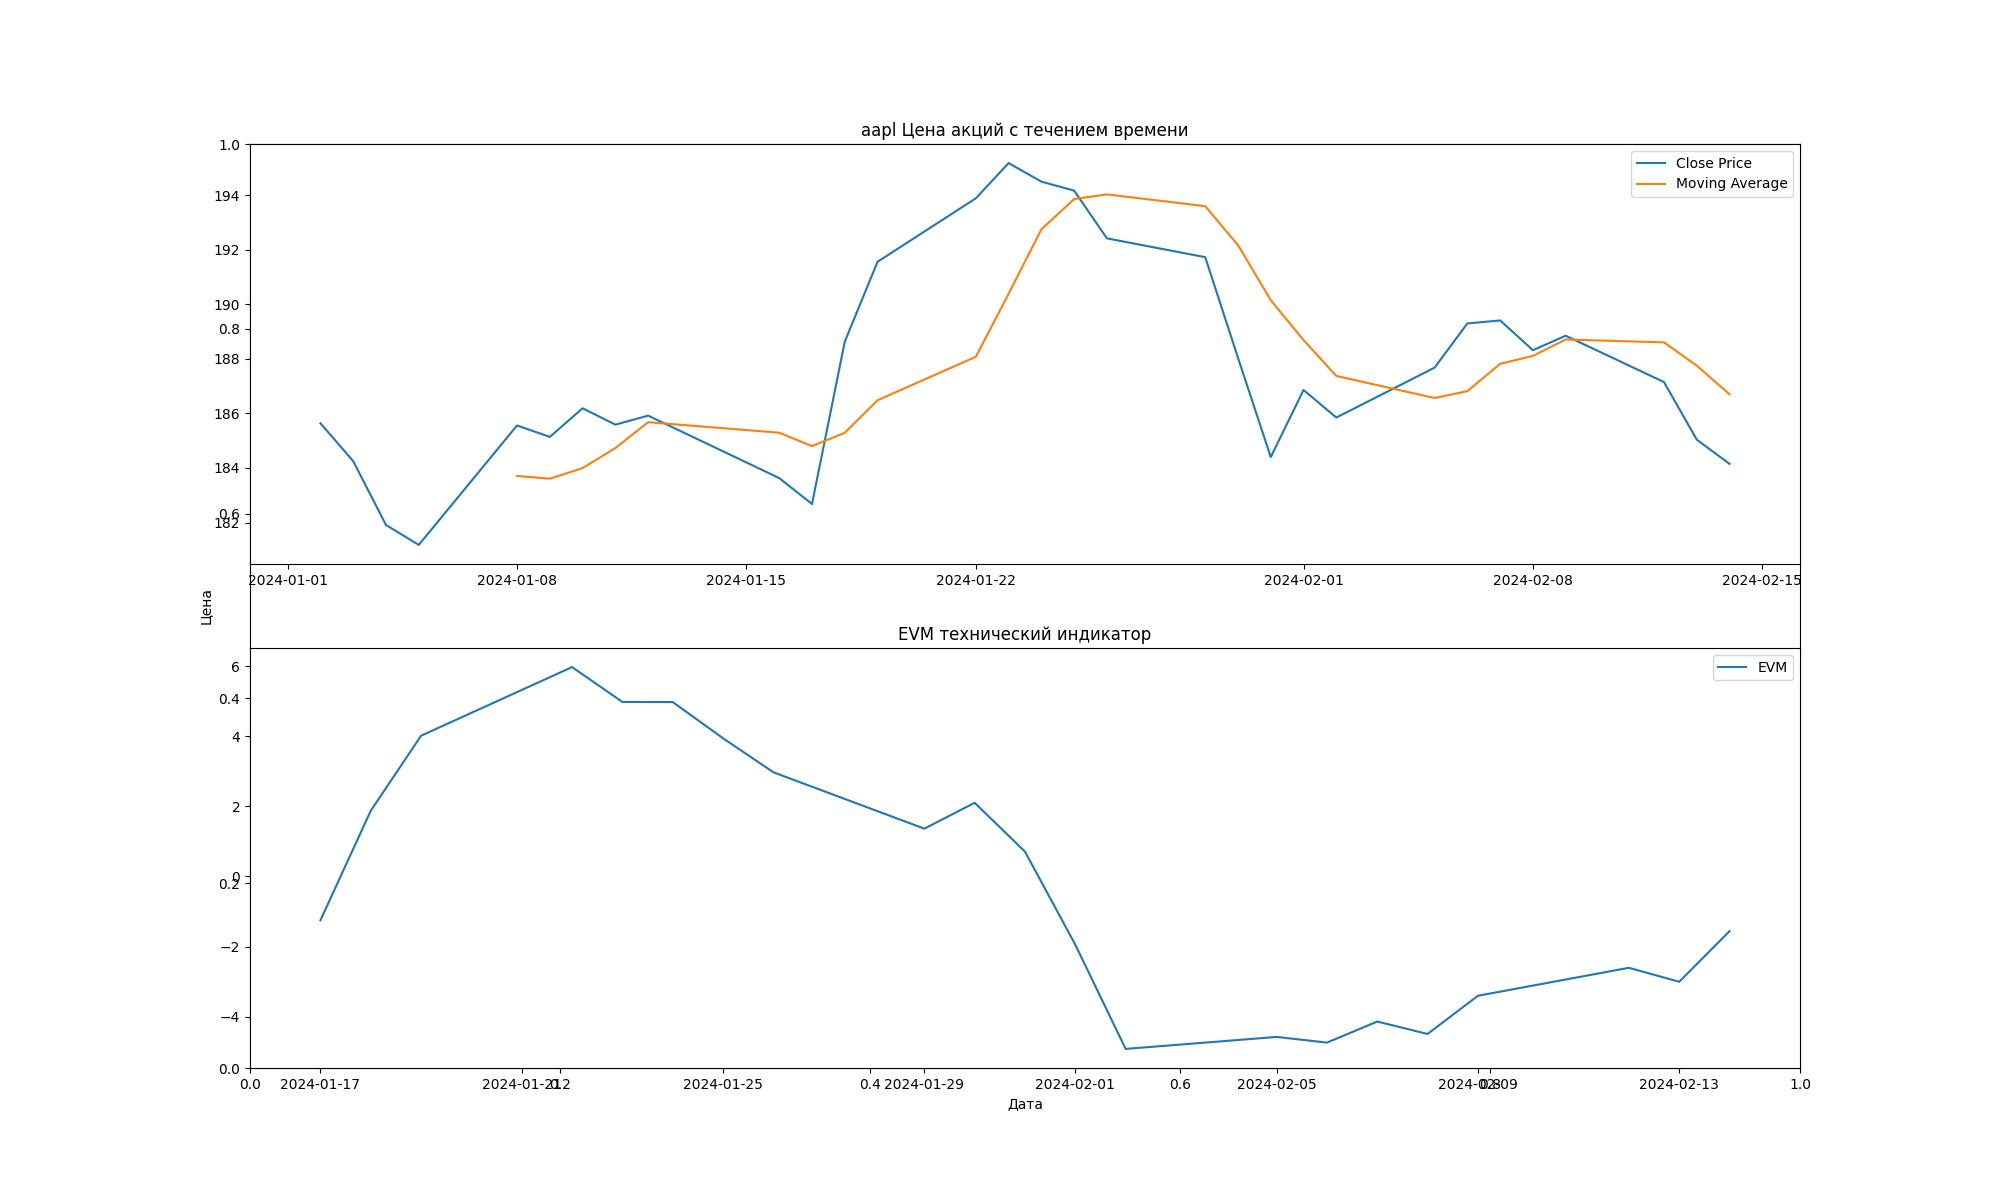 aapl Цена акций с течением времени
1.0
Close Price
Moving Average
194
192
190
0.8
188
186
184
0.6
182
2024-01-01 2024-01-08 2024-01-15 2024-01-22 2024-02-01 2024-02-08 2024-02-15
Цена
EVM технический индикатор
EVM
6
0.4
4
2
0
0.2
−2
−4
0.0
0.0 2024-01-17 2024-01-21 0.2 2024-01-25 0.4 2024-01-29 2024-02-01 0.6 2024-02-05 2024-02-09 0.8 2024-02-13 1.0
Дата